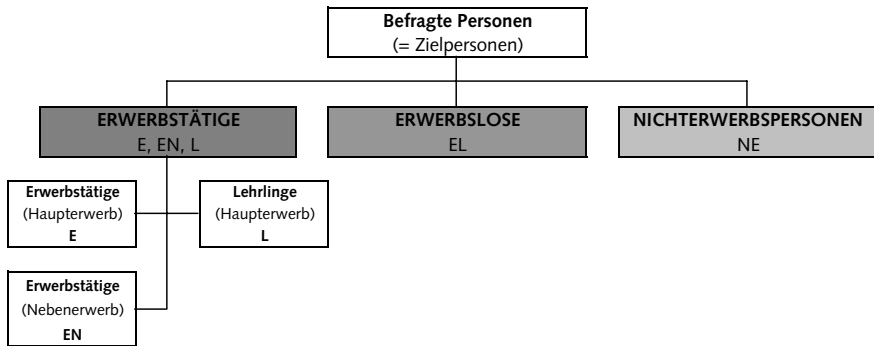 Befragte Personen
(= Zielpersonen)
ERWERBSTÄTIGE
E, EN, L
ERWERBSLOSE
EL
NICHTERWERBSPERSONEN
NE
Erwerbstätige
(Haupterwerb)
E
Lehrlinge
(Haupterwerb)
L
Erwerbstätige
(Nebenerwerb)
EN